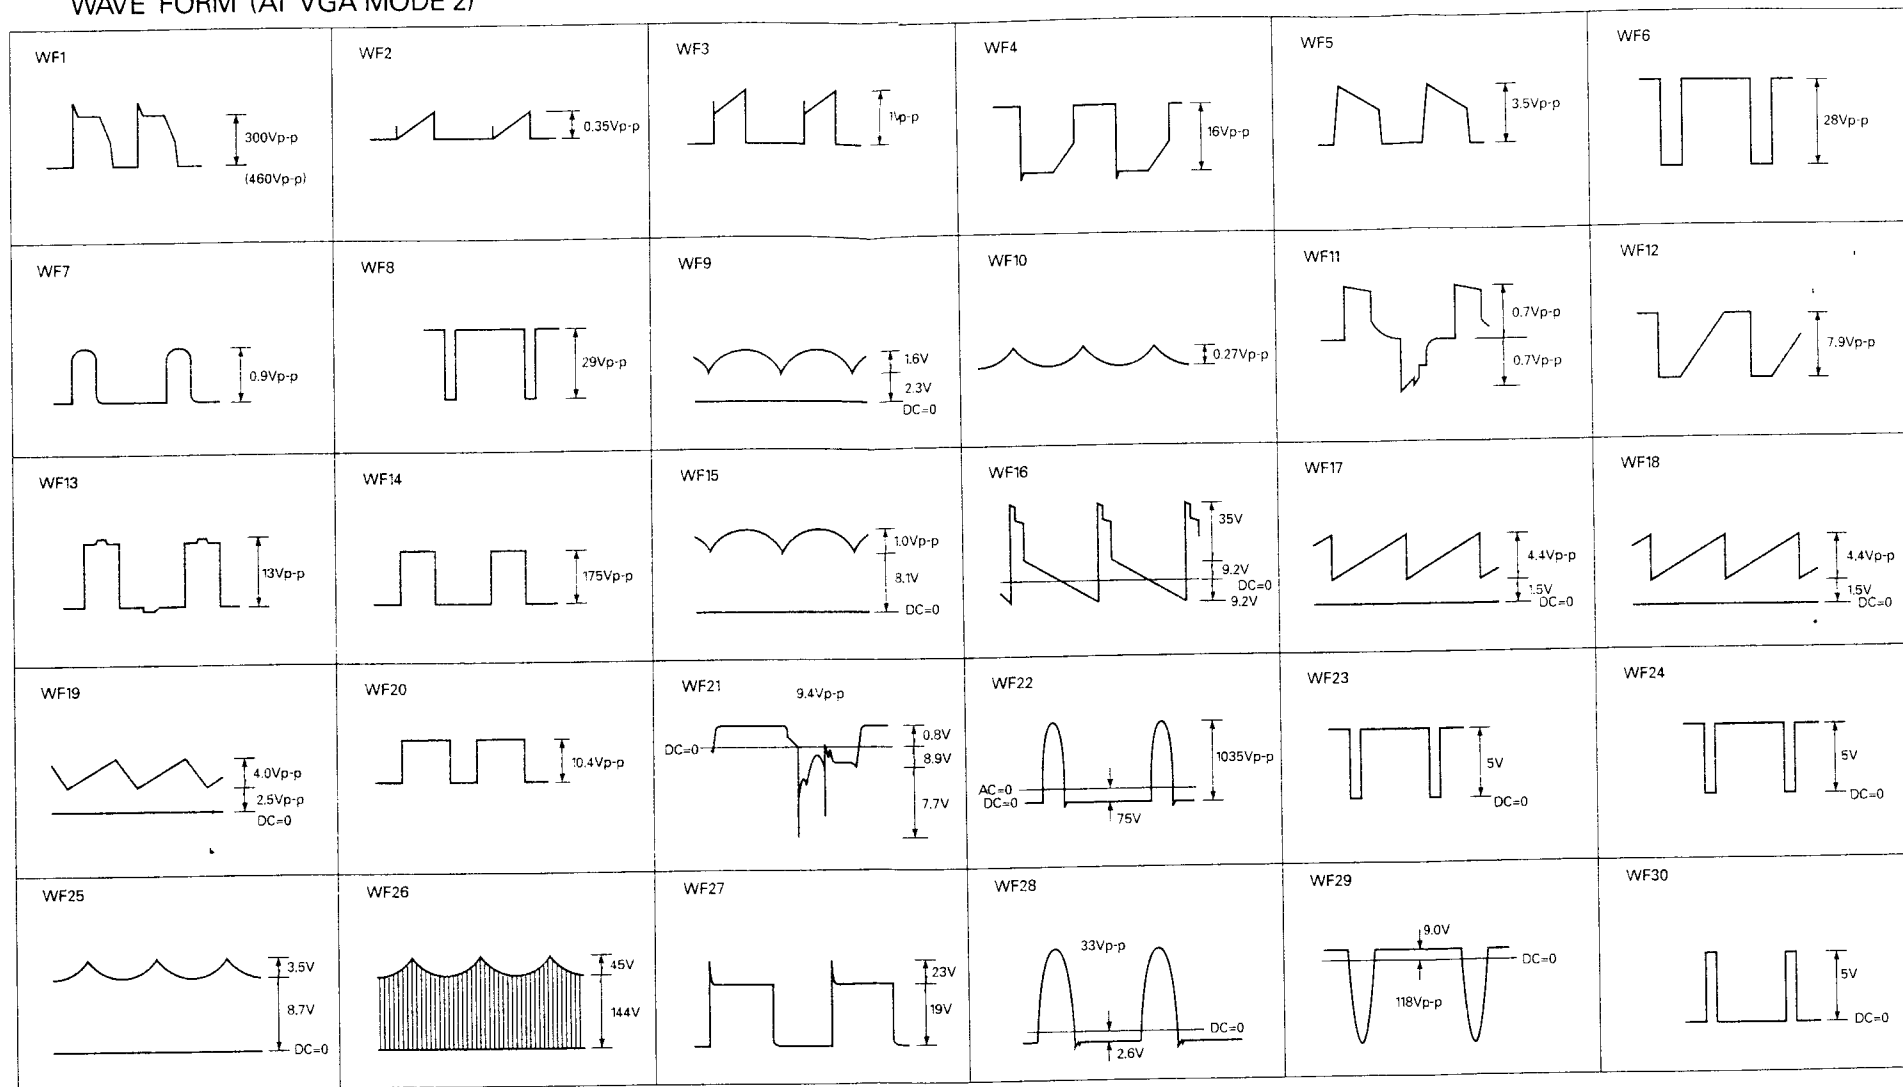 WAVE FORM (AT VGA MODE 2)
WF1
300Vp-p
(460Vp-p)
WF2
0.35Vp-p
WF3
1Vp-p
WF4
16Vp-p
WF5
3.5Vp-p
WF6
28Vp-p
WF7
0.9Vp-p
WF8
29Vp-p
WF9
1.6V
2.3V
DC=0
WF10
0.27Vp-p
WF11
0.7Vp-p
0.7Vp-p
WF12
7.9Vp-p
WF13
13Vp-p
WF14
175Vp-p
WF15
1.0Vp-p
8.1V
DC=0
WF16
35V
9.2V
DC=0
9.2V
WF17
4.4Vp-p
1.5V
DC=0
WF18
4.4Vp-p
1.5V
DC=0
WF19
4.0Vp-p
2.5Vp-p
DC=0
WF20
10.4Vp-p
WF21
9.4Vp-p
DC=0
0.8V
8.9V
7.7V
WF22
1035Vp-p
AC=0
DC=0
75V
WF23
5V
DC=0
WF24
5V
DC=0
WF25
3.5V
8.7V
DC=0
WF26
45V
144V
WF27
23V
19V
WF28
33Vp-p
DC=0
2.6V
WF29
9.0V
DC=0
118Vp-p
WF30
5V
DC=0